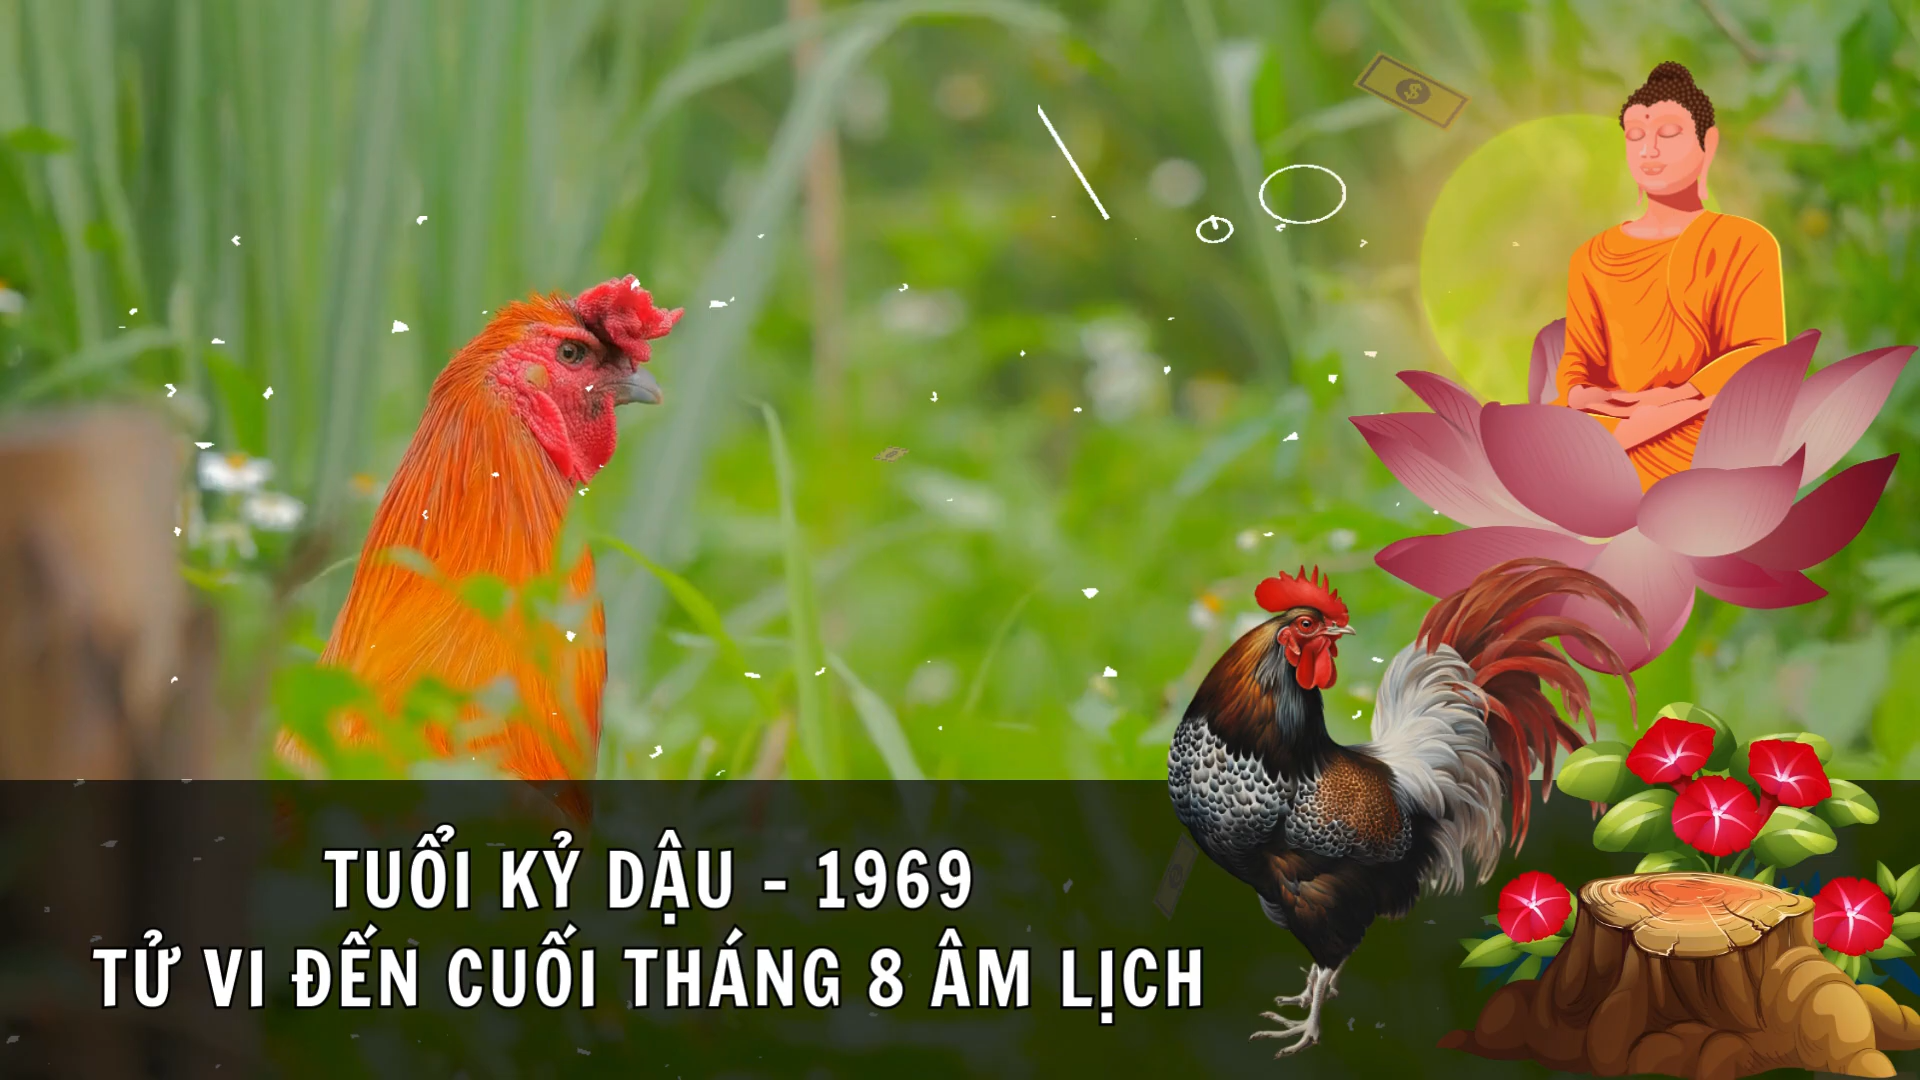 TUỔI KỶ DẬU - 1969
TỬ VI ĐẾN CUỐI THÁNG 8 ÂM LỊCH